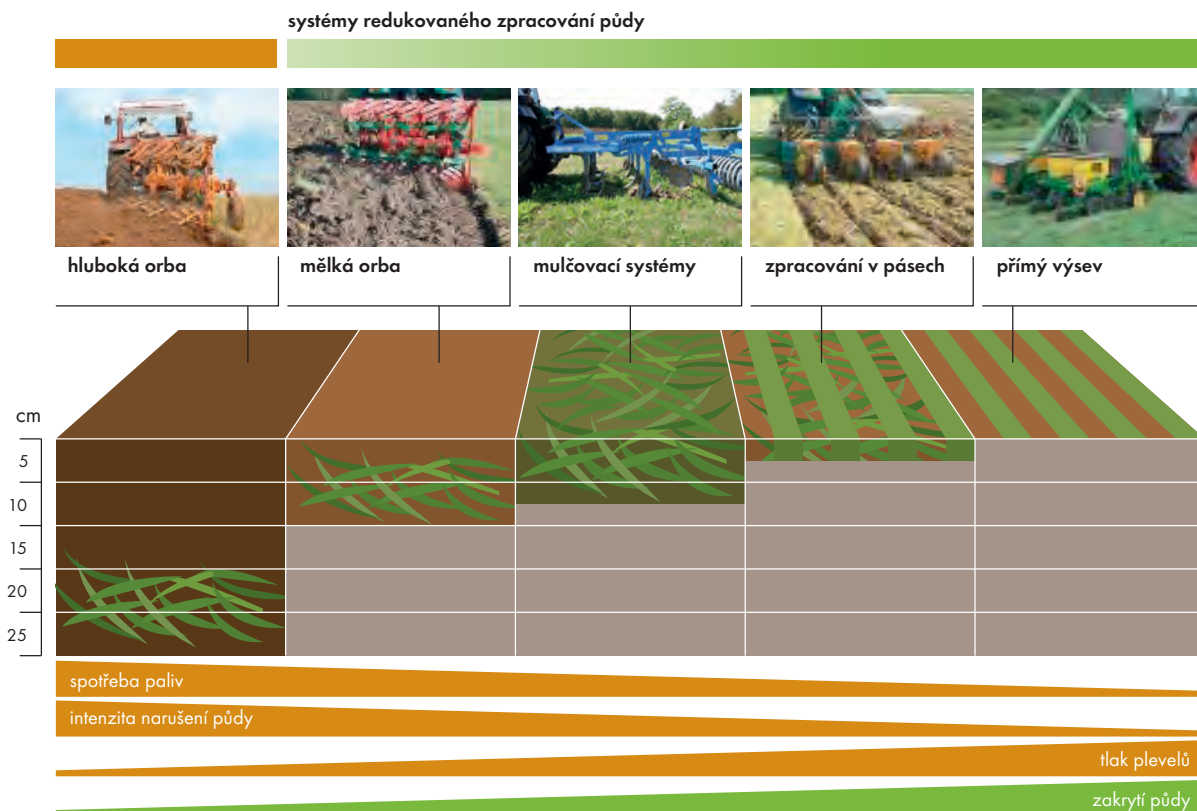 systémy redukovaného zpracování půdy
hluboká orba
mělká orba
mulčovací systémy
zpracování v pásech
přímý výsev
cm
5
10
15
20
25
spotřeba paliv
intenzita narušení půdy
tlak plevelů
zakrytí půdy